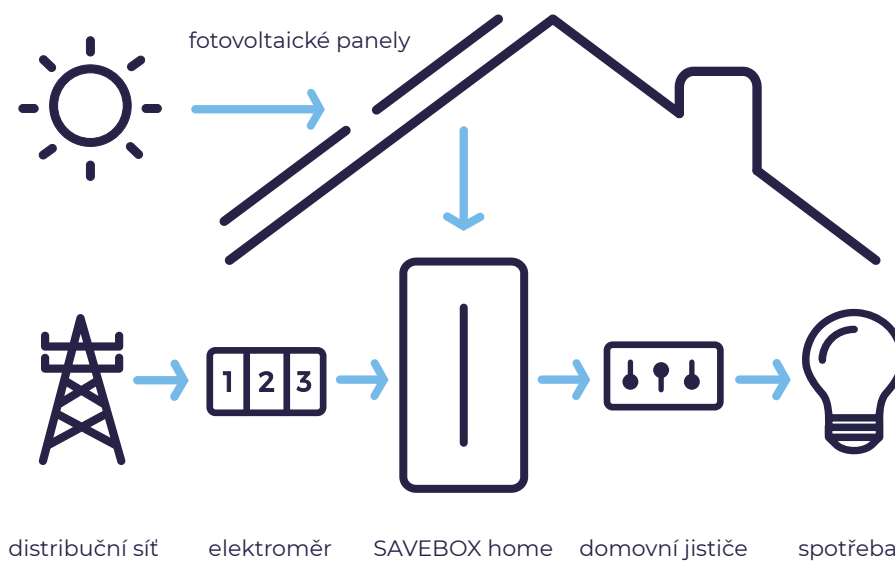 fotovoltaické panely
1 2 3
distribuční síť
elektroměr
SAVEBOX home
domovní jističe
spotřeba